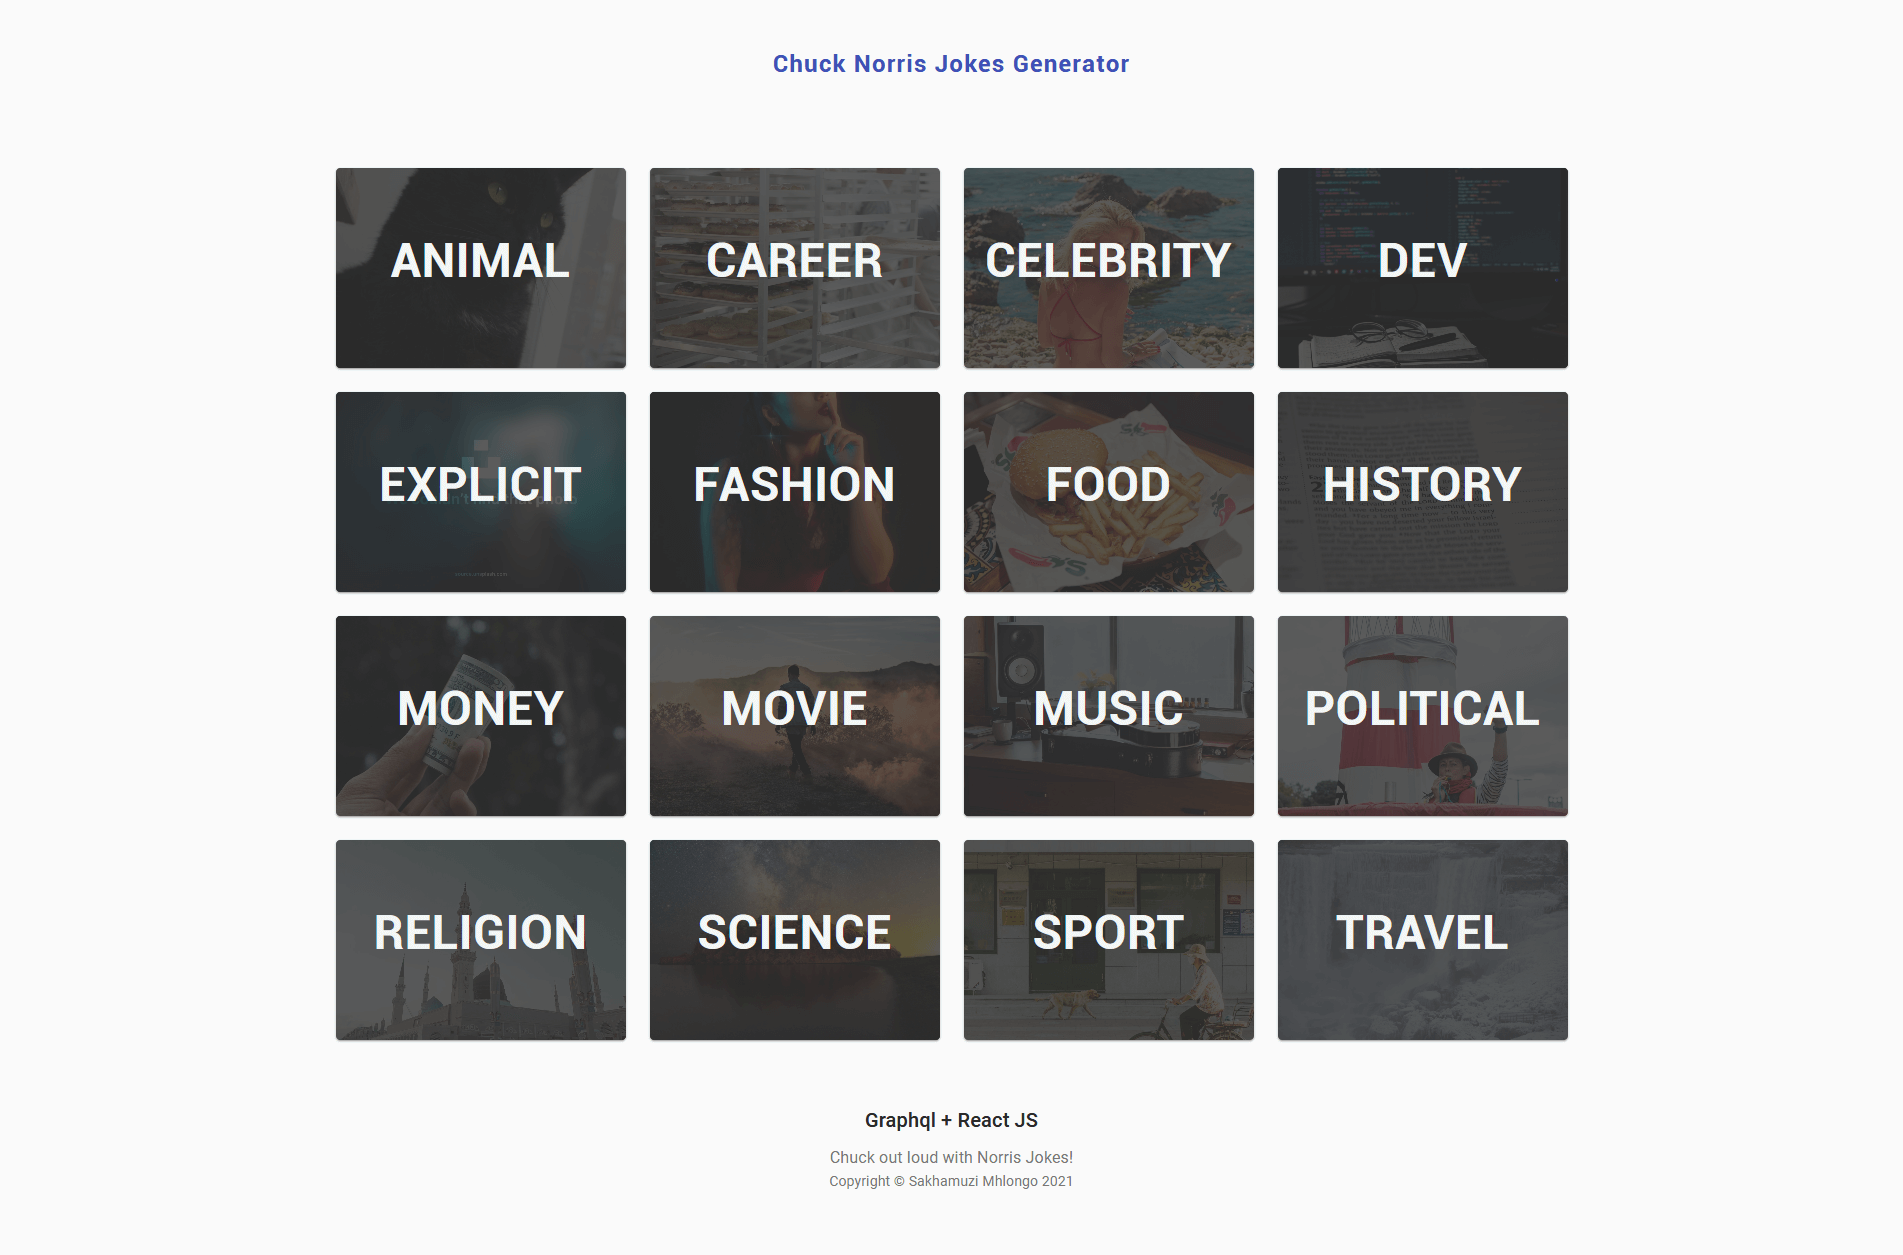 Chuck Norris Jokes Generator
ANIMAL
CAREER
CELEBRITY
DEV
EXPLICIT
FASHION
FOOD
HISTORY
MONEY
MOVIE
MUSIC
POLITICAL
RELIGION
SCIENCE
SPORT
TRAVEL
Graphql + React JS
Chuck out loud with Norris Jokes!
Copyright © Sakhamuzi Mhlongo 2021